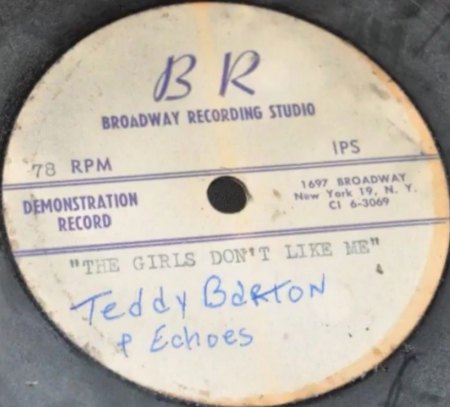 BR
BROADWAY RECORDING STUDIO
78 RPM IPS
DEMONSTRATION RECORD
1697 BROADWAY
New York 19, N. Y.
CI 6-3069
"THE GIRLS DON'T LIKE ME"
Teddy Barton
& Echoes